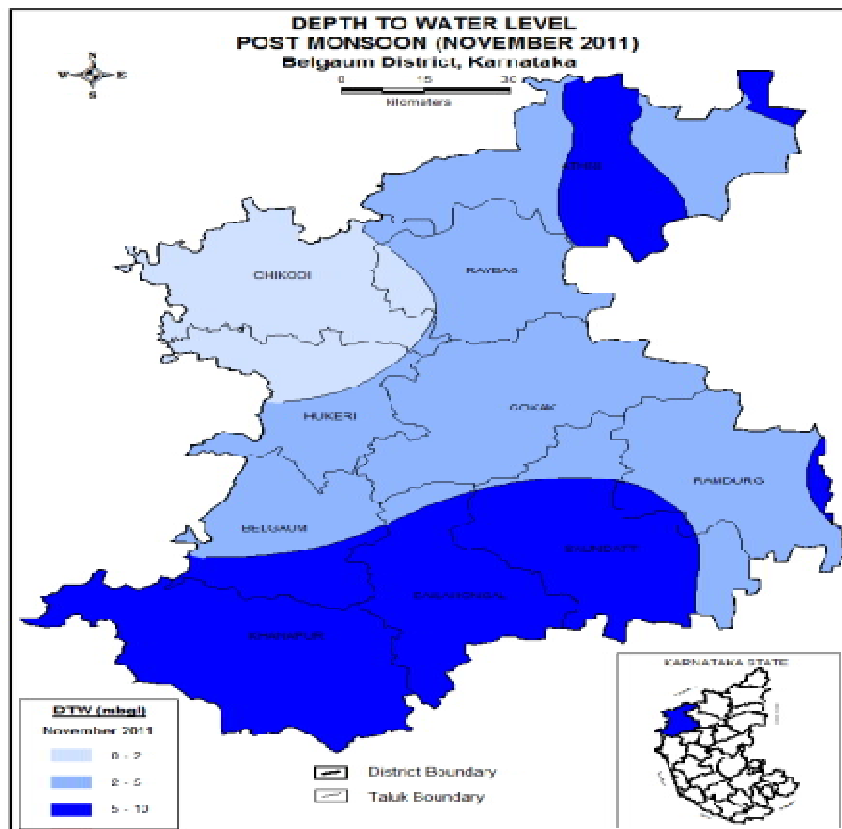 DEPTH TO WATER LEVEL
POST MONSOON (NOVEMBER 2011)
Belgaum District, Karnataka
N
W E
S
0 15 30
kilometers
CHIKODI
RAYBAG
HUKERI
GOKAK
RAMDURG
BELGAUM
SAUNDATTI
BAILHONGAL
KHANAPUR
KARNATAKA STATE
DTW (mbgl)
November 2011
0 - 2
2 - 5
5 - 10
District Boundary
Taluk Boundary